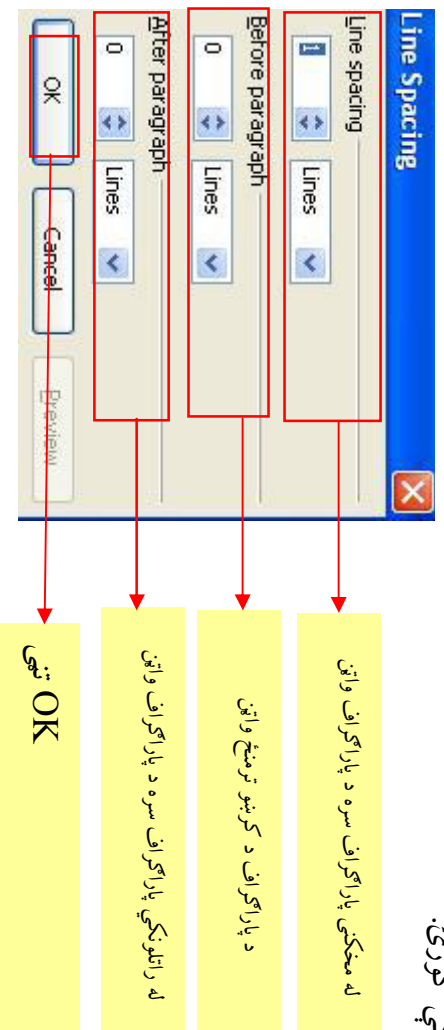 Line Spacing
Line spacing
1 Lines
Before paragraph
0 Lines
After paragraph
0 Lines
OK Cancel Preview
له مخکنی پاراګراف سره د پاراګراف واټن
د پاراګراف د کرښو ترمنځ واټن
له راتلونکي پاراګراف سره د پاراګراف واټن
OK تڼۍ